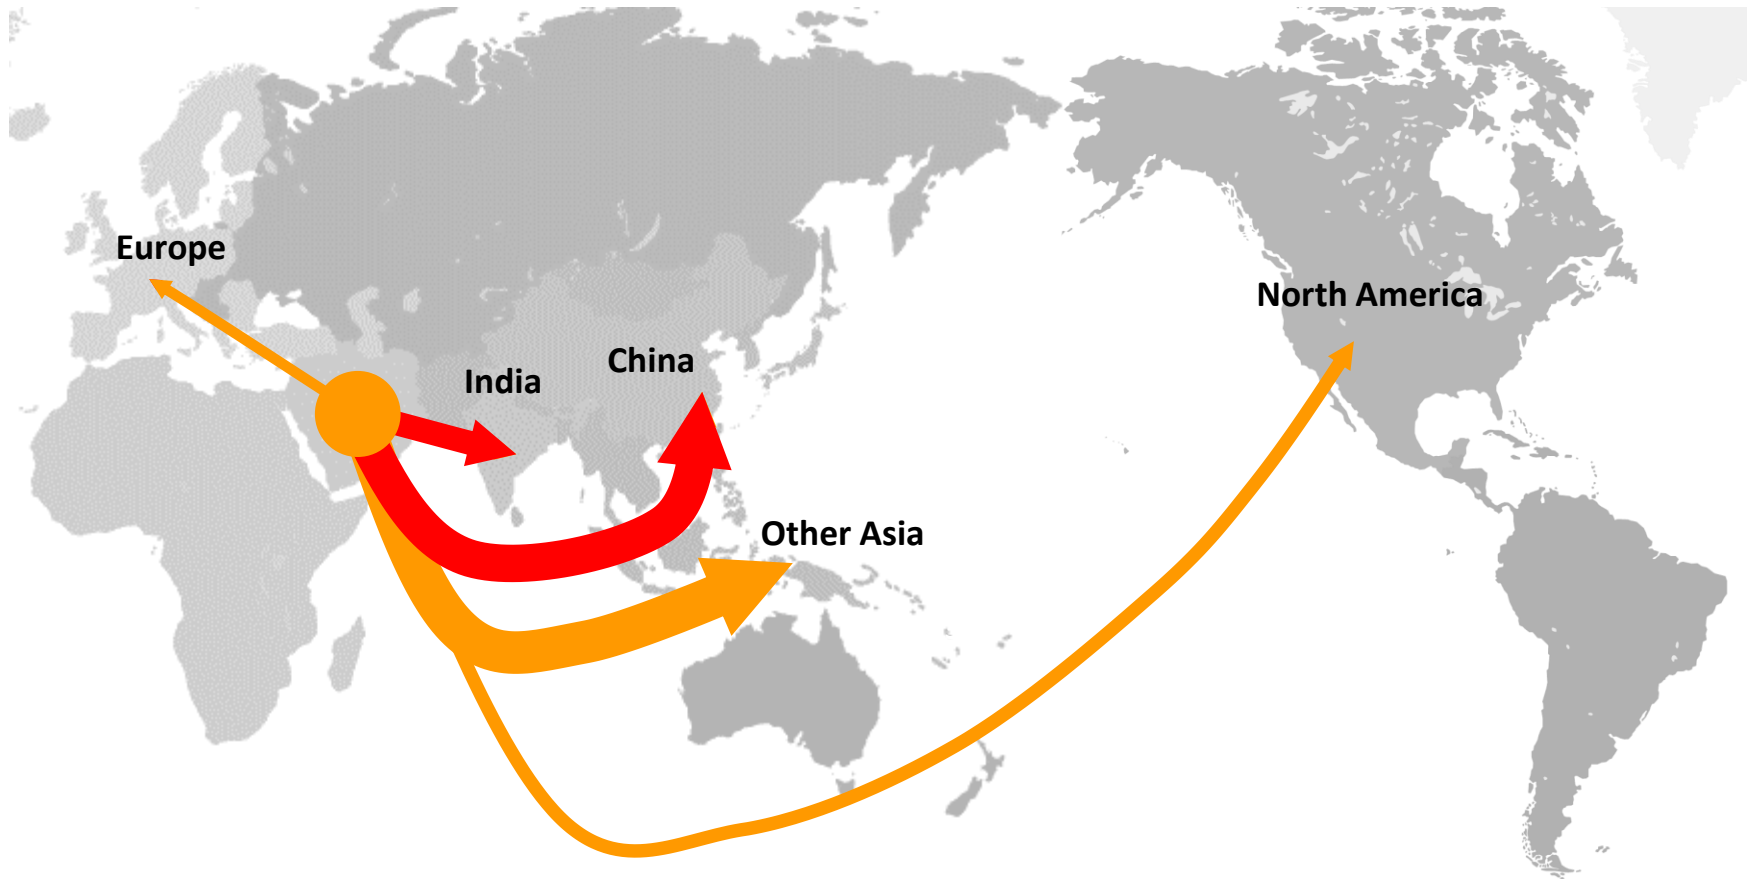 Europe
North America
China
India
Other Asia